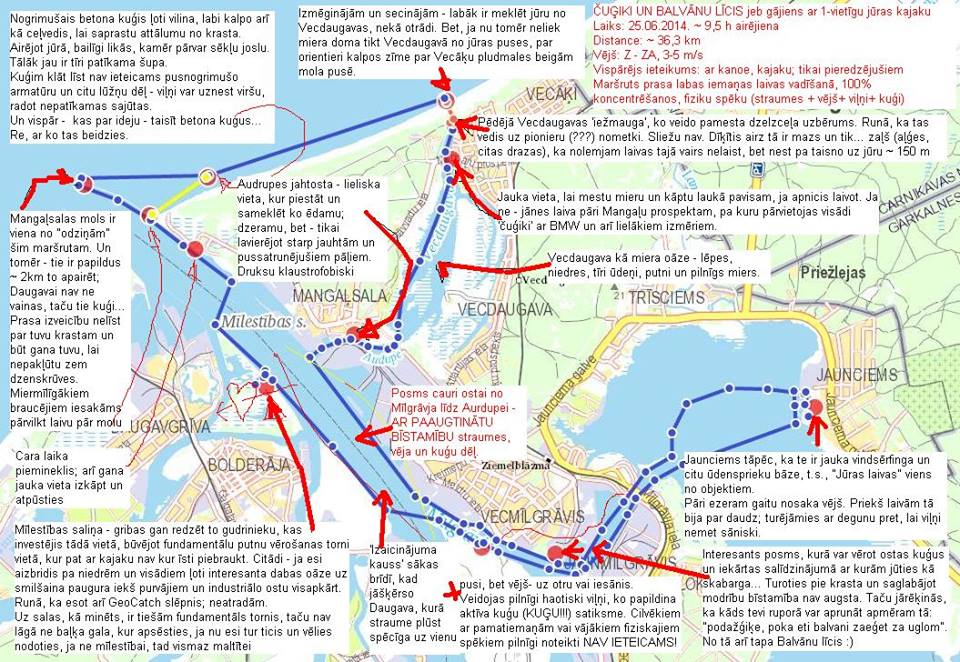 Nogrimušais betona kuģis ļoti vilina, labi kalpo arī
kā ceļvedis, lai saprastu attālumu no krasta.
Airējot jūrā, bailīgi likās, kamēr pārvar sēkļu joslu.
Tālāk jau ir tīri patīkama šupa.
Kuģim klāt līst nav ieteicams pusnogrimušo
armatūru un citu lūžņu dēļ - viļņi var uznest viršu,
radot nepatīkamas sajūtas.
Un vispār - kas par ideju - taisīt betona kuģus...
Re, ar ko tas beidzies.
Izmēģinājām un secinājām - labāk ir meklēt jūru no
Vecdaugavas, nekā otrādi. Bet, ja nu tomēr neliek
miera doma tikt Vecdaugavā no jūras puses, par
orientieri kalpos zīme par Vecāķu pludmales beigām
mola pusē.
ČUĢIKI UN BALVĀNU LĪCIS jeb gājiens ar 1-vietīgu jūras kajaku
Laiks: 25.06.2014. ~ 9,5 h airējiena
Distance: ~ 36,3 km
Vējš: Z - ZA, 3-5 m/s
Vispārējs ieteikums: ar kanoe, kajaku; tikai pieredzējušiem
Maršruts prasa labas iemaņas laivas vadīšanā, 100%
koncentrēšanos, fizisku spēku (straumes + vējš+ viļņi+ kuģi)
VECĀĶI
Pēdējā Vecdaugavas 'iežmauga', ko veido pamesta dzelzceļa uzbērums. Runā, ka tas
vedis uz pionieru (???) nometki. Sliežu nav. Dīķītis aiz tā ir mazs un tik... zaļš (aļģes,
citas drazas), ka nolemjam laivas tajā vairs nelaist, bet nest pa taisno uz jūru ~ 150 m
Audrupes jahtosta - lieliska
vieta, kur piestāt un
sameklēt ko ēdamu;
dzeramu, bet - tikai
lavierējot starp jauhtām un
pussatrunējušiem pāļiem.
Druksu klaustrofobiski
Jauka vieta, lai mestu mieru un kāptu laukā pavisam, ja apnicis laivot. Ja
ne - jānes laiva pāri Mangaļu prospektam, pa kuru pārvietojas visādi
'čuģiki' ar BMW un arī lielākiem izmēriem.
CARNIKAVAS NOV.
GARKALNES
Mangaļsalas mols ir
viena no "odziņām"
šim maršrutam. Un
tomēr - tie ir papildus
~ 2km to apairēt;
Daugavai nav ne
vainas, taču tie kuģi...
Prasa izveicību nelīst
par tuvu krastam un
būt gana tuvu, lai
nepakļūtu zem
dzenskrūves.
Miermīlīgākiem
braucējiem iesakāms
pārvilkt laivu pār molu
Vecdaugava kā miera oāze - lēpes,
niedres, tīri ūdeņi, putni un pilnīgs miers.
Vecdaugava
Priežlejas
MANGAĻSALA
VECDAUGAVA
TRĪSCIEMS
21
Mīlestības s.
Audupe
JAUNCIEMS
Jaunciema gatve
Jaunciema
DAUGAVGRĪVA
BOLDERĀJA
Posms cauri ostai no
Mīlgrāvja līdz Aurdupei -
AR PAAUGTINĀTU
BĪSTAMĪBU straumes,
vēja un kuģu dēļ.
Ziemeļblāzma
VECMĪLGRĀVIS
JAUNMĪLGRĀVIS
Cara laika
piemineklis; arī gana
jauka vieta izkāpt un
atpūsties
Jaunciems tāpēc, ka te ir jauka vindsērfinga un
citu ūdensprieku bāze, t.s., "Jūras laivas" viens
no objektiem.
Pāri ezeram gaitu nosaka vējš. Priekš laivām tā
bija par daudz; turējāmies ar degunu pret, lai viļņi
nemet sāniski.
Mīlestības saliņa - gribas gan redzēt to gudrinieku, kas
investējis tādā vietā, būvējot fundamentālu putnu vērošanas torni
vietā, kur pat ar kajaku nav kur īsti piebraukt. Citādi - ja esi
aizbridis pa niedrēm un visādiem ļoti interesanta dabas oāze uz
smilšaina paugura iekš purvājiem un industriālo ostu visapkārt.
Runā, ka esot arī GeoCatch slēpnis; neatradām.
Uz salas, kā minēts, ir tiešām fundamentāls tornis, taču nav
lāgā ne baļķa gala, kur apsēsties, ja nu esi tur ticis un vēlies
nodoties, ja ne mīlestībai, tad vismaz maltītei
'Izaicinājuma
kauss' sākas
brīdī, kad
jāšķērso
Daugava, kurā
straume plūst
spēcīga uz vienu
pusi, bet vējš- uz otru vai iesānis.
Veidojas pilnīgi haotiski viļņi, ko papildina
aktīva kuģu (KUGU!!!) satiksme. Cilvēkiem
ar pamatiemaņām vai vājākiem fiziskajiem
spēkiem pilnīgi noteikti NAV IETEICAMS!
Interesants posms, kurā var vērot ostas kuģus
un iekārtas salīdzinājumā ar kurām jūties kā
skabarga... Turoties pie krasta un saglabājot
modrību bīstamība nav augsta. Taču jārēķinās,
ka kāds tevi ruporā var aprunāt apmēram tā:
"podažģike, poka eti balvani zaeģet za uglom".
No tā arī tapa Balvānu līcis :)